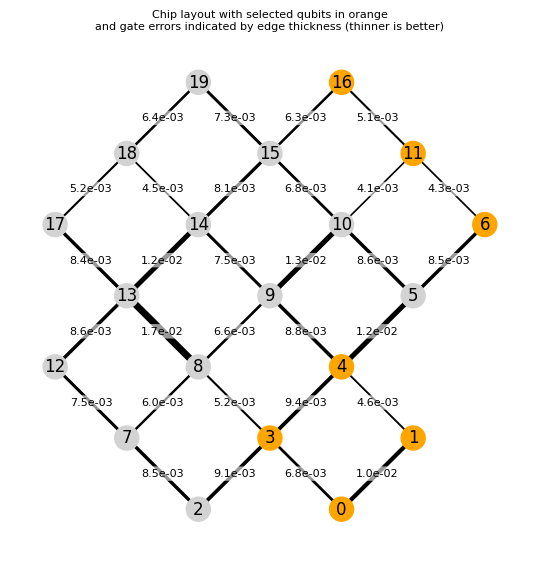 Chip layout with selected qubits in orange
and gate errors indicated by edge thickness (thinner is better)
19 16
6.4e-03 7.3e-03 6.3e-03 5.1e-03
18 15 11
5.2e-03 4.5e-03 8.1e-03 6.8e-03 4.1e-03 4.3e-03
17 14 10 6
8.4e-03 1.2e-02 7.5e-03 1.3e-02 8.6e-03 8.5e-03
13 9 5
8.6e-03 1.7e-02 6.6e-03 8.8e-03 1.2e-02
12 8 4
7.5e-03 6.0e-03 5.2e-03 9.4e-03 4.6e-03
7 3 1
8.5e-03 9.1e-03 6.8e-03 1.0e-02
2 0